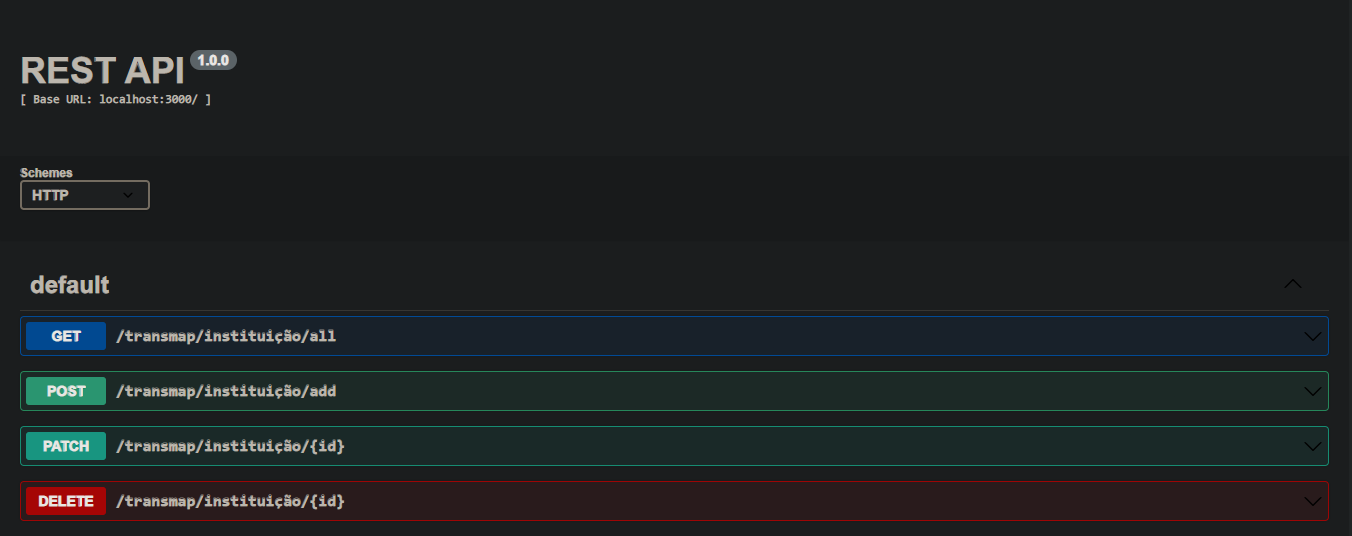 REST API 1.0.0
[ Base URL: localhost:3000/ ]
Schemes
HTTP
default
GET /transmap/instituição/all
POST /transmap/instituição/add
PATCH /transmap/instituição/{id}
DELETE /transmap/instituição/{id}